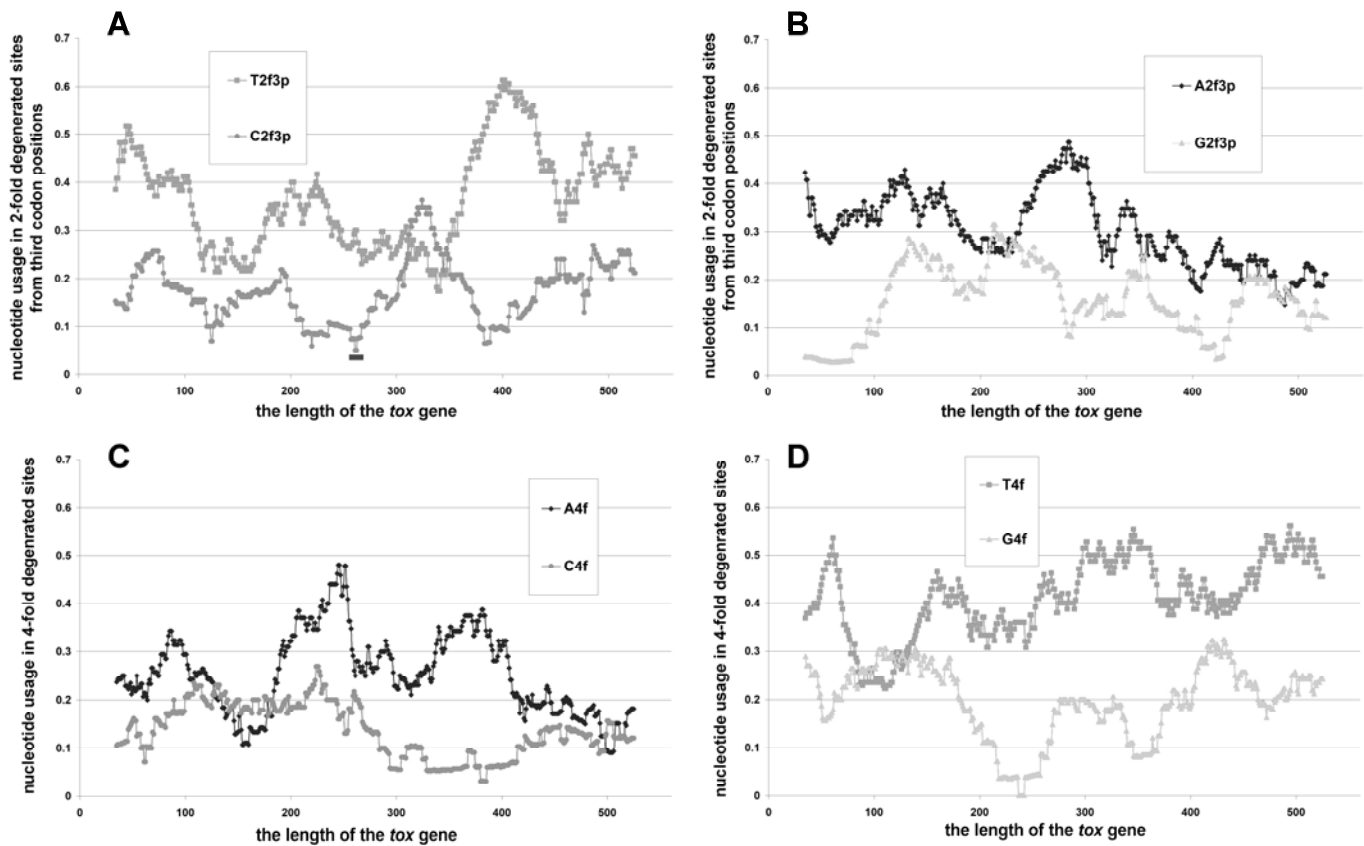 A
nucleotide usage in 2-fold degenerated sites
from third codon positions
0.7
0.6
0.5
0.4
0.3
0.2
0.1
0
T2f3p
C2f3p
100
200
300
400
500
the length of the tox gene
B
nucleotide usage in 2-fold degenerated sites
from third codon positions
0.7
0.6
0.5
0.4
0.3
0.2
0.1
0
A2f3p
G2f3p
0
100
200
300
400
500
the length of the tox gene
C
nucleotide usage in 4-fold degenrated sites
0.7
0.6
0.5
0.4
0.3
0.2
0.1
0
A4f
C4f
0
100
200
300
400
500
the length of the tox gene
D
nucleotide usage in 4-fold degenrated sites
0.7
0.6
0.5
0.4
0.3
0.2
0.1
0
T4f
G4f
0
100
200
300
400
500
the length of the tox gene